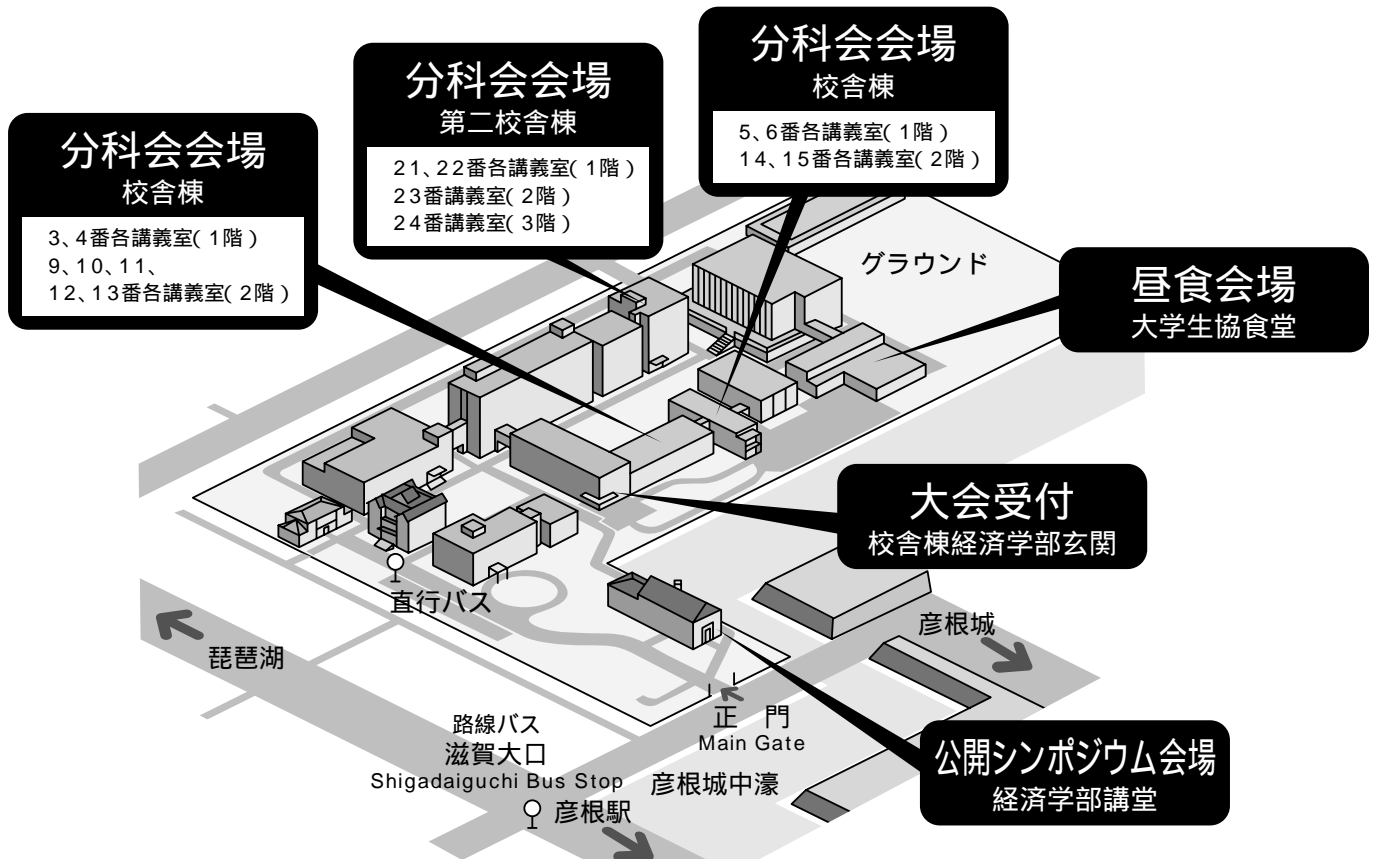 分科会会場
校舎棟
5、6番各講義室(1階)
14、15番各講義室(2階)
分科会会場
第二校舎棟
21、22番各講義室(1階)
23番講義室(2階)
24番講義室(3階)
分科会会場
校舎棟
3、4番各講義室(1階)
9、10、11、
12、13番各講義室(2階)
グラウンド
昼食会場
大学生協食堂
大会受付
校舎棟経済学部玄関
直行バス
琵琶湖
彦根城
路線バス
滋賀大口
Shigadaiguchi Bus Stop
彦根駅
正 門
Main Gate
彦根城中濠
公開シンポジウム会場
経済学部講堂